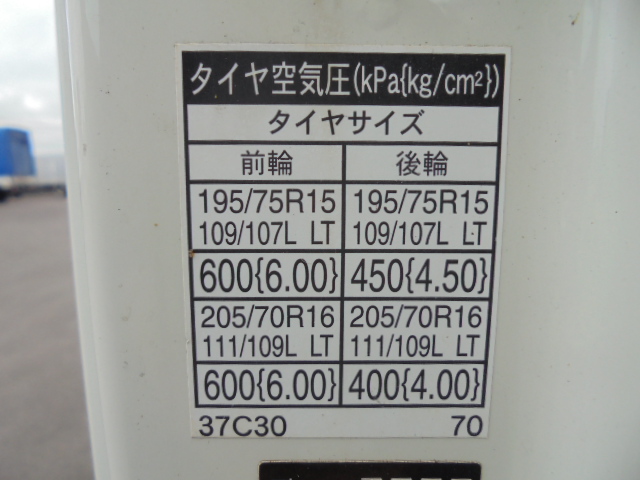 タイヤ空気圧(kPa{kg/cm²})
タイヤサイズ
前輪 後輪
195/75R15 195/75R15
109/107L LT 109/107L LT
600{6.00} 450{4.50}
205/70R16 205/70R16
111/109L LT 111/109L LT
600{6.00} 400{4.00}
37C30 70